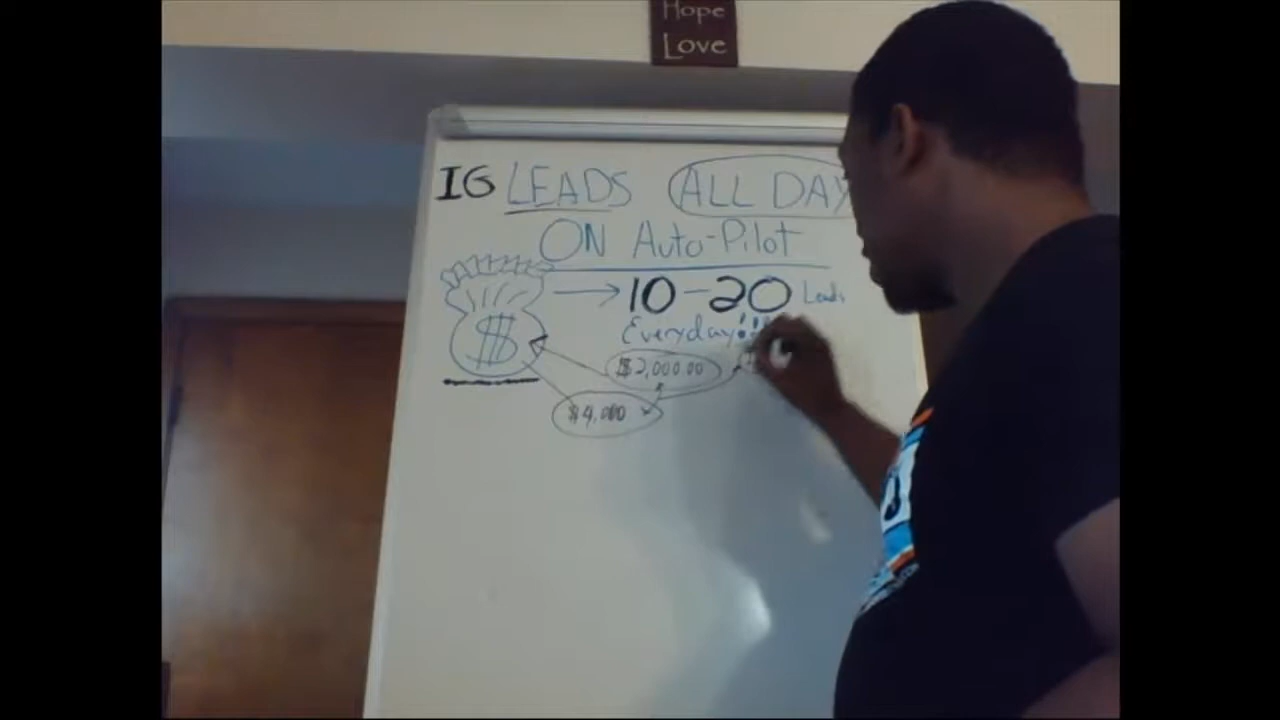 Hope
Love
IG LEADS ALL DAY
ON Auto-Pilot
10-20 Leads
Everyday!!!
$
$2,000.00
$4,000